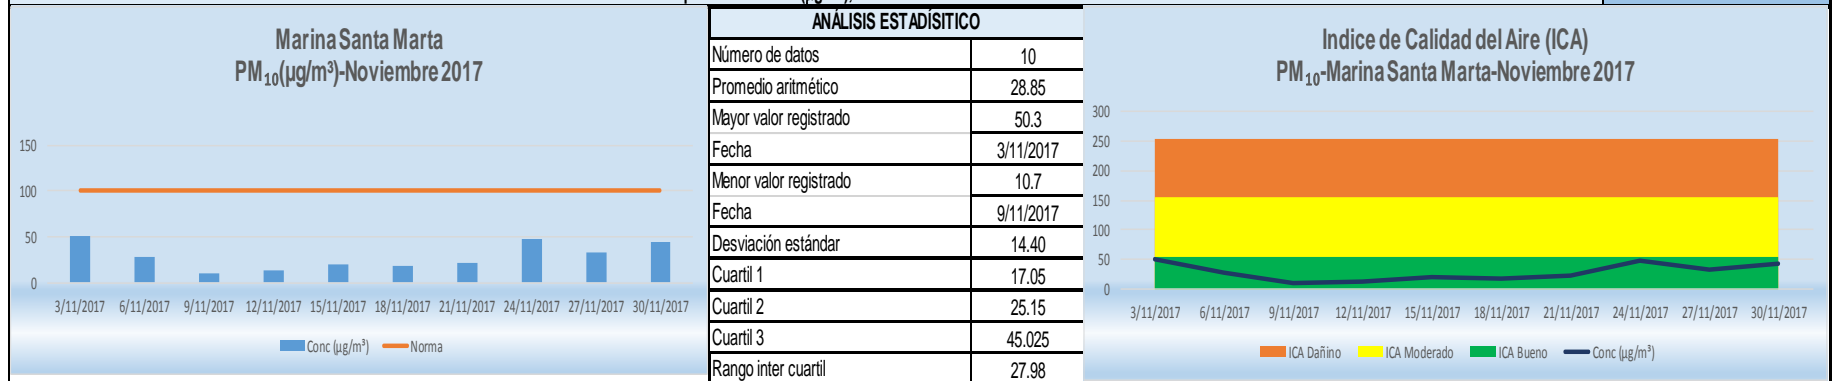 Marina Santa Marta
PM₁₀(µg/m³)-Noviembre 2017
150
100
50
0
3/11/2017 6/11/2017 9/11/2017 12/11/2017 15/11/2017 18/11/2017 21/11/2017 24/11/2017 27/11/2017 30/11/2017
Conc (µg/m³) Norma
ANÁLISIS ESTADÍSITICO
Número de datos 10
Promedio aritmético 28.85
Mayor valor registrado 50.3
Fecha 3/11/2017
Menor valor registrado 10.7
Fecha 9/11/2017
Desviación estándar 14.40
Cuartil 1 17.05
Cuartil 2 25.15
Cuartil 3 45.025
Rango inter cuartil 27.98
Indice de Calidad del Aire (ICA)
PM₁₀-Marina Santa Marta-Noviembre 2017
300
250
200
150
100
50
0
3/11/2017 6/11/2017 9/11/2017 12/11/2017 15/11/2017 18/11/2017 21/11/2017 24/11/2017 27/11/2017 30/11/2017
ICA Dañino ICA Moderado ICA Bueno Conc (µg/m³)